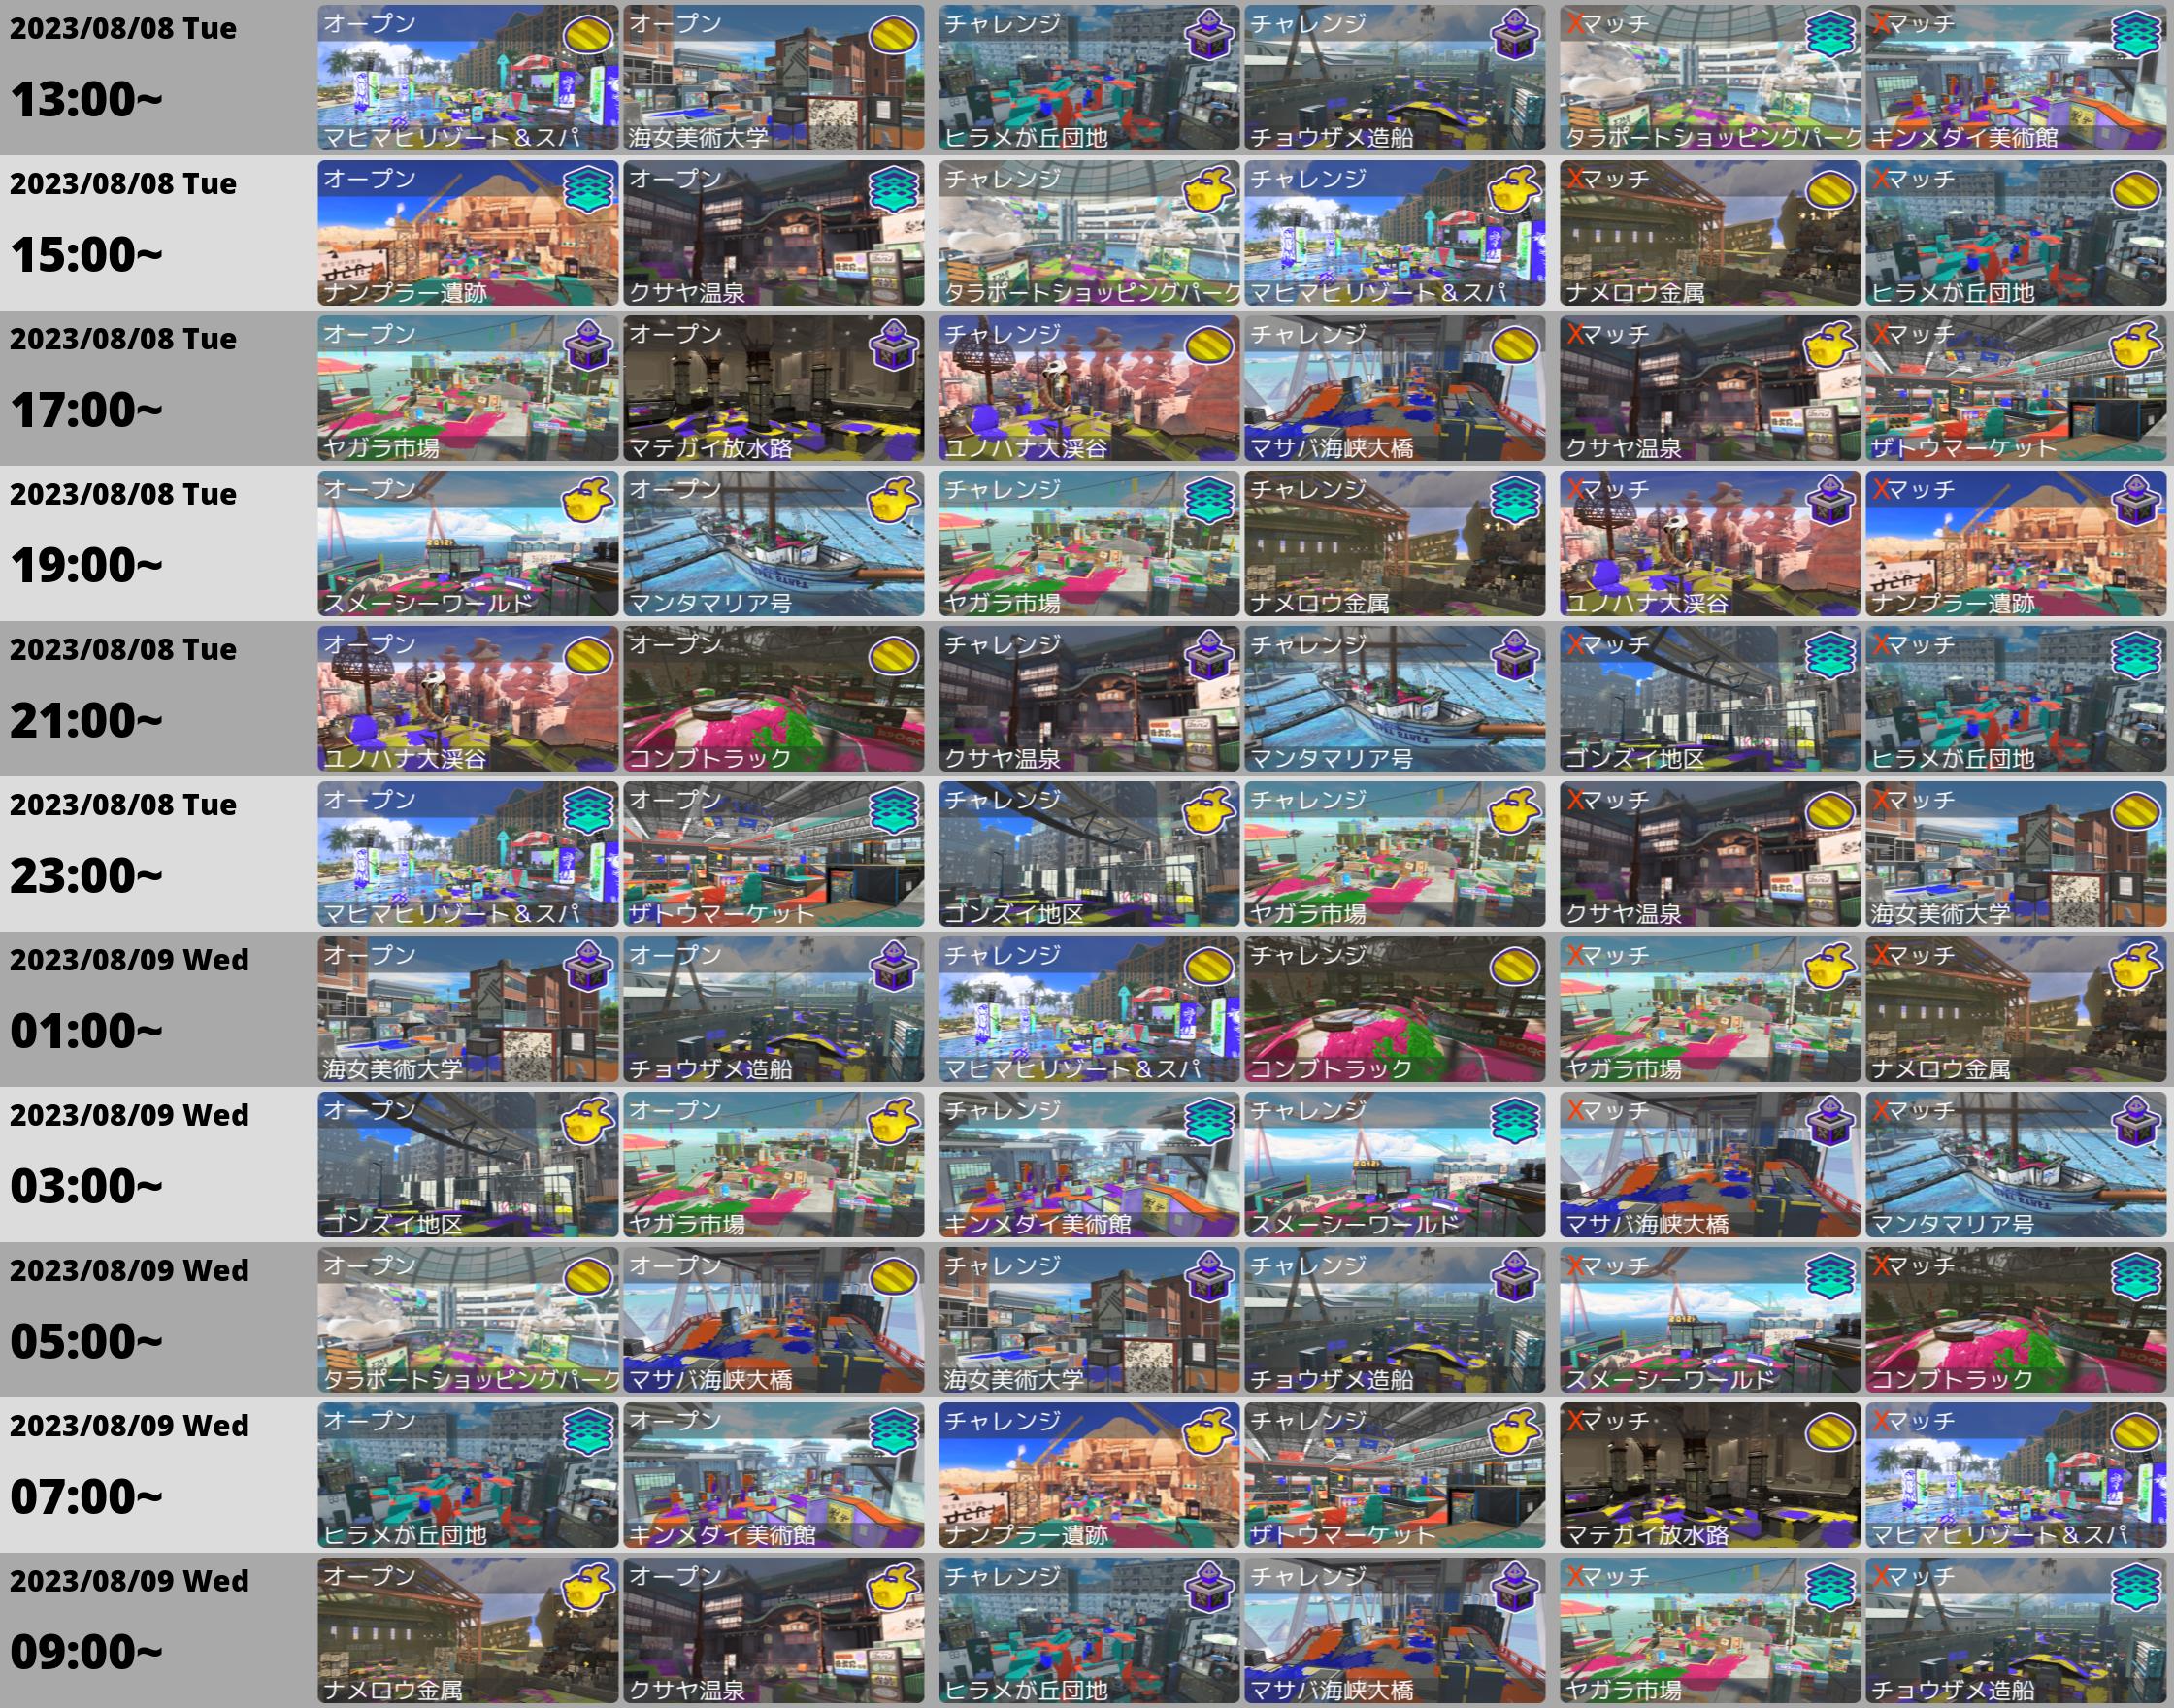 2023/08/08 Tue
13:00~
オープン
オープン
チャレンジ
チャレンジ
Xマッチ
Xマッチ
マヒマヒリゾート＆スパ
海女美術大学
ヒラメが丘団地
チョウザメ造船
タラポートショッピングパーク
キンメダイ美術館
2023/08/08 Tue
15:00~
オープン
オープン
チャレンジ
チャレンジ
Xマッチ
Xマッチ
ナンプラー遺跡
クサヤ温泉
タラポートショッピングパーク
マヒマヒリゾート＆スパ
ナメロウ金属
ヒラメが丘団地
2023/08/08 Tue
17:00~
オープン
オープン
チャレンジ
チャレンジ
Xマッチ
Xマッチ
ヤガラ市場
マテガイ放水路
ユノハナ大渓谷
マサバ海峡大橋
クサヤ温泉
ザトウマーケット
2023/08/08 Tue
19:00~
オープン
オープン
チャレンジ
チャレンジ
Xマッチ
Xマッチ
スメーシーワールド
マンタマリア号
ヤガラ市場
ナメロウ金属
ユノハナ大渓谷
ナンプラー遺跡
2023/08/08 Tue
21:00~
オープン
オープン
チャレンジ
チャレンジ
Xマッチ
Xマッチ
ユノハナ大渓谷
コンブトラック
クサヤ温泉
マンタマリア号
ゴンズイ地区
ヒラメが丘団地
2023/08/08 Tue
23:00~
オープン
オープン
チャレンジ
チャレンジ
Xマッチ
Xマッチ
マヒマヒリゾート＆スパ
ザトウマーケット
ゴンズイ地区
ヤガラ市場
クサヤ温泉
海女美術大学
2023/08/09 Wed
01:00~
オープン
オープン
チャレンジ
チャレンジ
Xマッチ
Xマッチ
海女美術大学
チョウザメ造船
マヒマヒリゾート＆スパ
コンブトラック
ヤガラ市場
ナメロウ金属
2023/08/09 Wed
03:00~
オープン
オープン
チャレンジ
チャレンジ
Xマッチ
Xマッチ
ゴンズイ地区
ヤガラ市場
キンメダイ美術館
スメーシーワールド
マサバ海峡大橋
マンタマリア号
2023/08/09 Wed
05:00~
オープン
オープン
チャレンジ
チャレンジ
Xマッチ
Xマッチ
タラポートショッピングパーク
マサバ海峡大橋
海女美術大学
チョウザメ造船
スメーシーワールド
コンブトラック
2023/08/09 Wed
07:00~
オープン
オープン
チャレンジ
チャレンジ
Xマッチ
Xマッチ
ヒラメが丘団地
キンメダイ美術館
ナンプラー遺跡
ザトウマーケット
マテガイ放水路
マヒマヒリゾート＆スパ
2023/08/09 Wed
09:00~
オープン
オープン
チャレンジ
チャレンジ
Xマッチ
Xマッチ
ナメロウ金属
クサヤ温泉
ヒラメが丘団地
マサバ海峡大橋
ヤガラ市場
チョウザメ造船